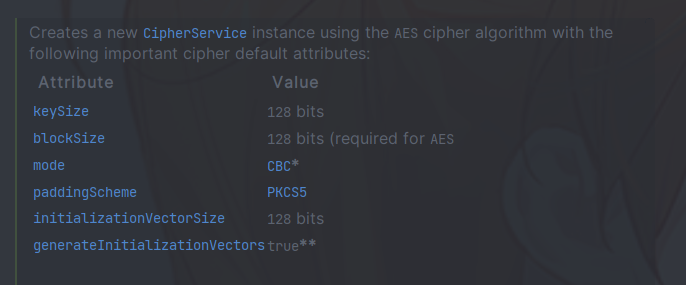 Creates a new CipherService instance using the AES cipher algorithm with the
following important cipher default attributes:
Attribute Value
keySize 128 bits
blockSize 128 bits (required for AES
mode CBC*
paddingScheme PKCS5
initializationVectorSize 128 bits
generateInitializationVectors true**